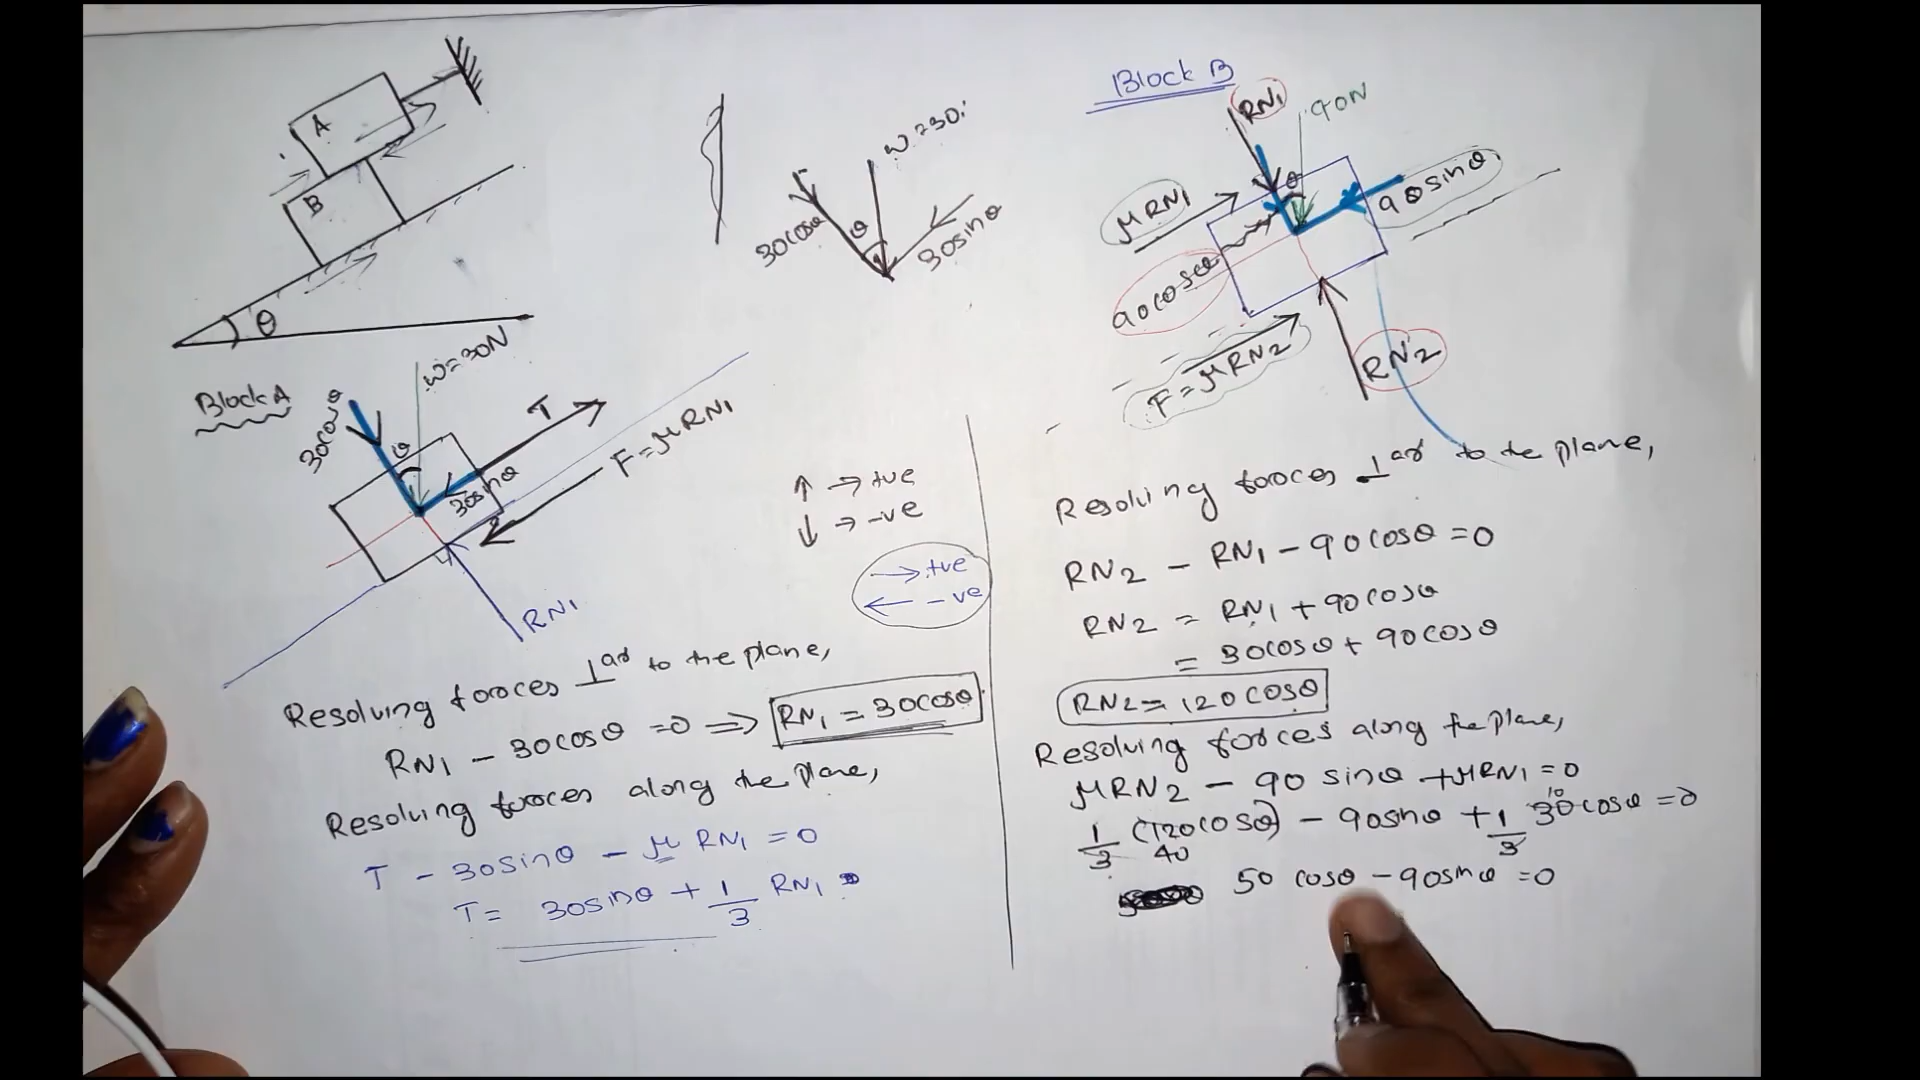 A
B
θ
W=30N
30cosθ
θ
30sinθ
Block A
W=30N
30cosθ
θ
T
30sinθ
F=μRN1
RN1
↑ → +ve
↓ → -ve
→ +ve
← -ve
Resolving forces ⊥ar to the plane,
RN1 - 30cosθ =0 ⇒ RN1 = 30cosθ
Resolving forces along the plane,
T - 30sinθ - μ RN1 = 0
T = 30sinθ + 1/3 RN1
Block B
RN1
90N
θ
μRN1
90sinθ
90cosθ
F=μRN2
RN2
Resolving forces ⊥ar to the plane,
RN2 - RN1 - 90cosθ =0
RN2 = RN1 + 90cosθ
= 30cosθ + 90cosθ
RN2 = 120cosθ
Resolving forces along the plane,
μRN2 - 90 sinθ + μRN1 = 0
1/3 (120cosθ) - 90sinθ + 1/3 30cosθ = 0
40
10
50 cosθ - 90sinθ = 0